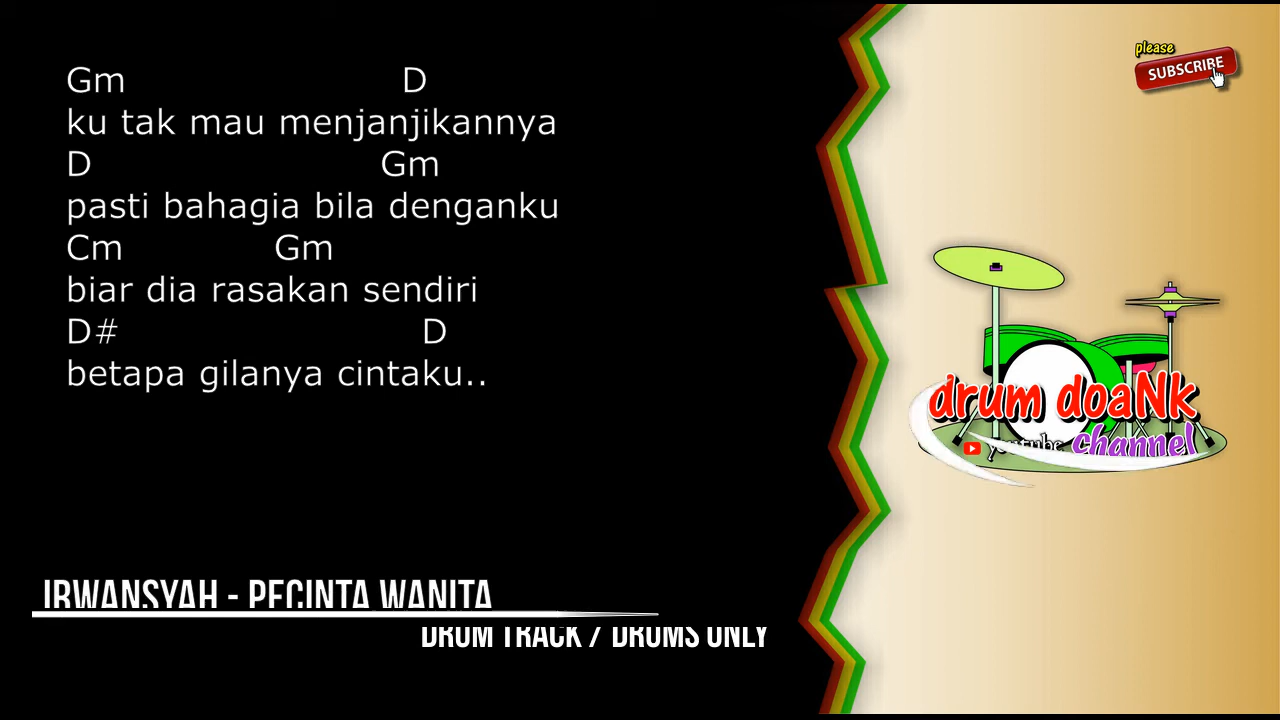 Gm D
ku tak mau menjanjikannya
D Gm
pasti bahagia bila denganku
Cm Gm
biar dia rasakan sendiri
D# D
betapa gilanya cintaku..
IRWANSYAH - PECINTA WANITA
DRUM TRACK / DRUMS ONLY
please
SUBSCRIBE
drum doaNk
youtube channel